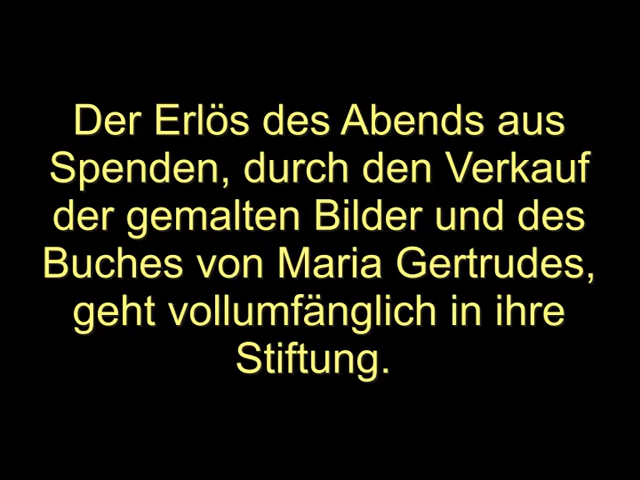 Der Erlös des Abends aus
Spenden, durch den Verkauf
der gemalten Bilder und des
Buches von Maria Gertrudes,
geht vollumfänglich in ihre
Stiftung.